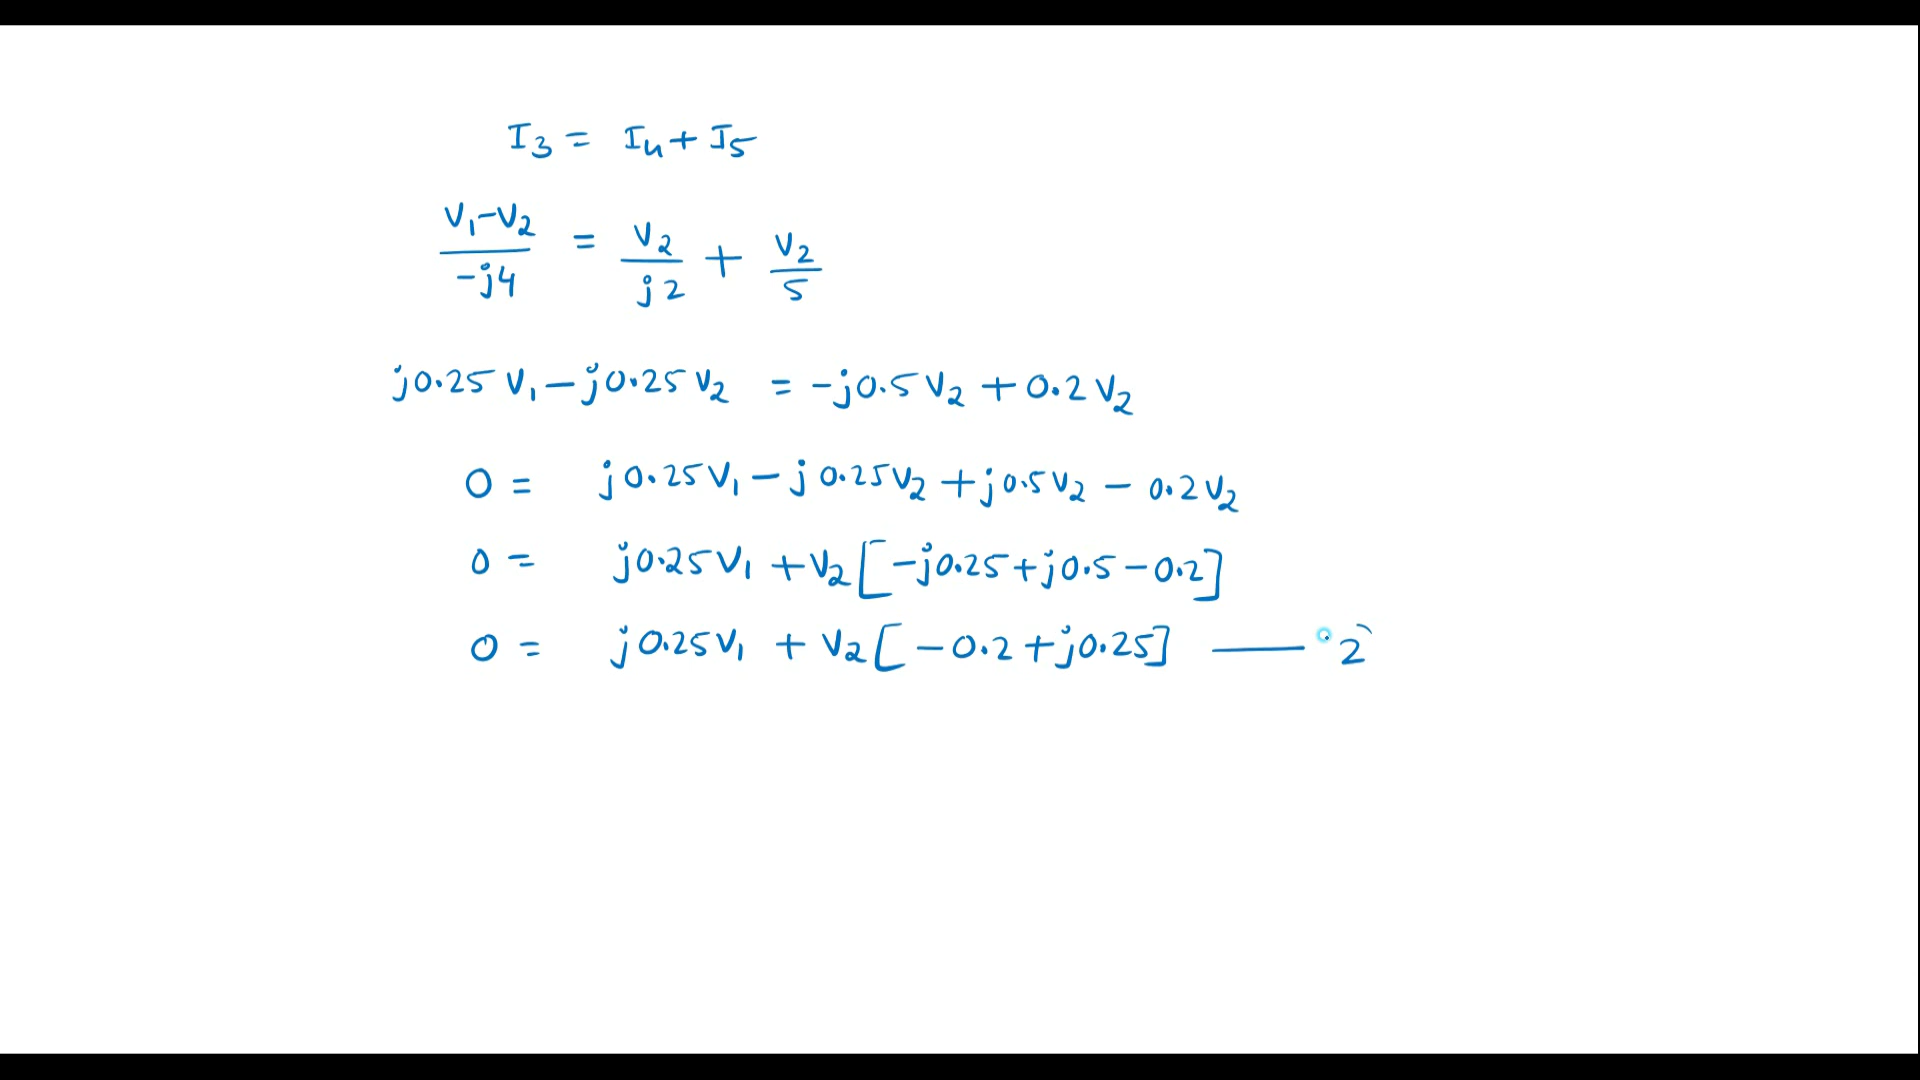 I3 = I4 + I5
V1-V2/-j4 = V2/j2 + V2/5
j0.25 V1 - j0.25 V2 = -j0.5 V2 + 0.2 V2
0 = j0.25V1 - j0.25V2 + j0.5V2 - 0.2V2
0 = j0.25V1 + V2[-j0.25+j0.5-0.2]
0 = j0.25V1 + V2[-0.2+j0.25] —— 2)